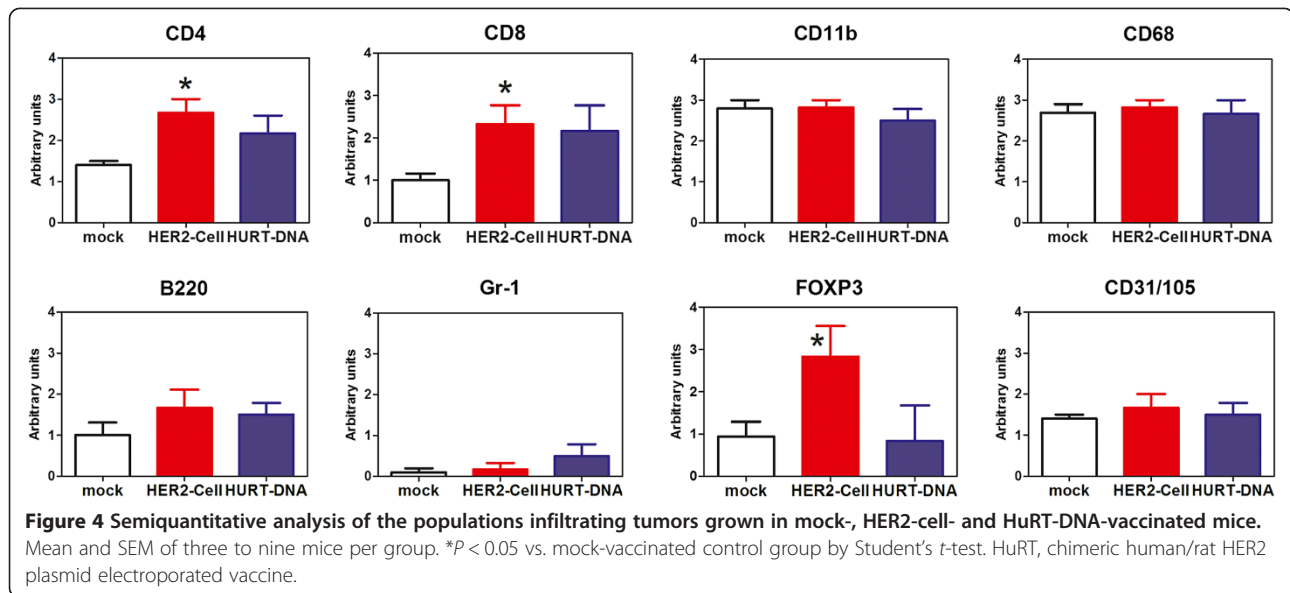 CD4
CD8
CD11b
CD68
Arbitrary units
4
3
2
1
0
*
mock
HER2-Cell
HURT-DNA
Arbitrary units
4
3
2
1
0
*
mock
HER2-Cell
HURT-DNA
Arbitrary units
4
3
2
1
0
mock
HER2-Cell
HURT-DNA
Arbitrary units
4
3
2
1
0
mock
HER2-Cell
HURT-DNA
B220
Gr-1
FOXP3
CD31/105
Arbitrary units
4
3
2
1
0
mock
HER2-Cell
HURT-DNA
Arbitrary units
4
3
2
1
0
mock
HER2-Cell
HURT-DNA
Arbitrary units
4
3
2
1
0
*
mock
HER2-Cell
HURT-DNA
Arbitrary units
4
3
2
1
0
mock
HER2-Cell
HURT-DNA
Figure 4 Semiquantitative analysis of the populations infiltrating tumors grown in mock-, HER2-cell- and HuRT-DNA-vaccinated mice.
Mean and SEM of three to nine mice per group. *P < 0.05 vs. mock-vaccinated control group by Student's t-test. HuRT, chimeric human/rat HER2
plasmid electroporated vaccine.